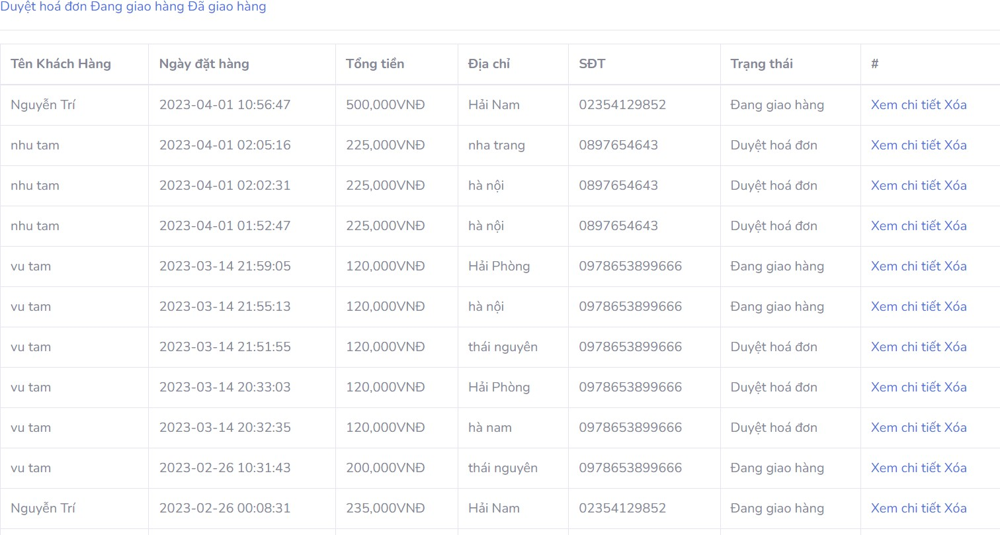 Duyệt hoá đơn Đang giao hàng Đã giao hàng
Tên Khách Hàng Ngày đặt hàng Tổng tiền Địa chỉ SĐT Trạng thái #
Nguyễn Trí 2023-04-01 10:56:47 500,000VNĐ Hải Nam 02354129852 Đang giao hàng Xem chi tiết Xóa
nhu tam 2023-04-01 02:05:16 225,000VNĐ nha trang 0897654643 Duyệt hoá đơn Xem chi tiết Xóa
nhu tam 2023-04-01 02:02:31 225,000VNĐ hà nội 0897654643 Duyệt hoá đơn Xem chi tiết Xóa
nhu tam 2023-04-01 01:52:47 225,000VNĐ hà nội 0897654643 Duyệt hoá đơn Xem chi tiết Xóa
vu tam 2023-03-14 21:59:05 120,000VNĐ Hải Phòng 0978653899666 Đang giao hàng Xem chi tiết Xóa
vu tam 2023-03-14 21:55:13 120,000VNĐ hà nội 0978653899666 Đang giao hàng Xem chi tiết Xóa
vu tam 2023-03-14 21:51:55 120,000VNĐ thái nguyên 0978653899666 Duyệt hoá đơn Xem chi tiết Xóa
vu tam 2023-03-14 20:33:03 120,000VNĐ Hải Phòng 0978653899666 Duyệt hoá đơn Xem chi tiết Xóa
vu tam 2023-03-14 20:32:35 120,000VNĐ hà nam 0978653899666 Duyệt hoá đơn Xem chi tiết Xóa
vu tam 2023-02-26 10:31:43 200,000VNĐ thái nguyên 0978653899666 Đang giao hàng Xem chi tiết Xóa
Nguyễn Trí 2023-02-26 00:08:31 235,000VNĐ Hải Nam 02354129852 Đang giao hàng Xem chi tiết Xóa